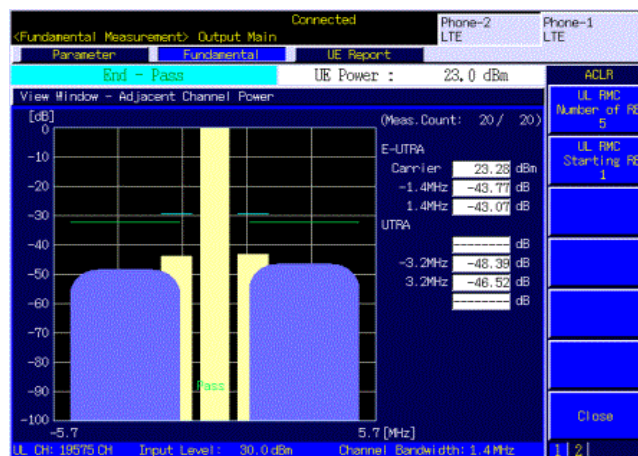 Connected
Phone-2 Phone-1
<Fundamental Measurement> Output Main LTE LTE
Parameter Fundamental UE Report
End - Pass UE Power : 23.0 dBm ACLR
View Window - Adjacent Channel Power
UL RMC
Number of RB
5
[dB] (Meas.Count: 20/ 20)
0
E-UTRA
UL RMC
Starting RB
1
-10
Carrier 23.28 dBm
-1.4MHz -43.77 dB
-20
1.4MHz -43.07 dB
-30
UTRA
------- dB
-40
-3.2MHz -48.39 dB
3.2MHz -46.52 dB
-50
------- dB
-60
-70
-80
-90
Pass
-100
Close
-5.7 5.7 [MHz]
UL CH: 19575 CH Input Level: 30.0 dBm Channel Bandwidth: 1.4 MHz 1 2